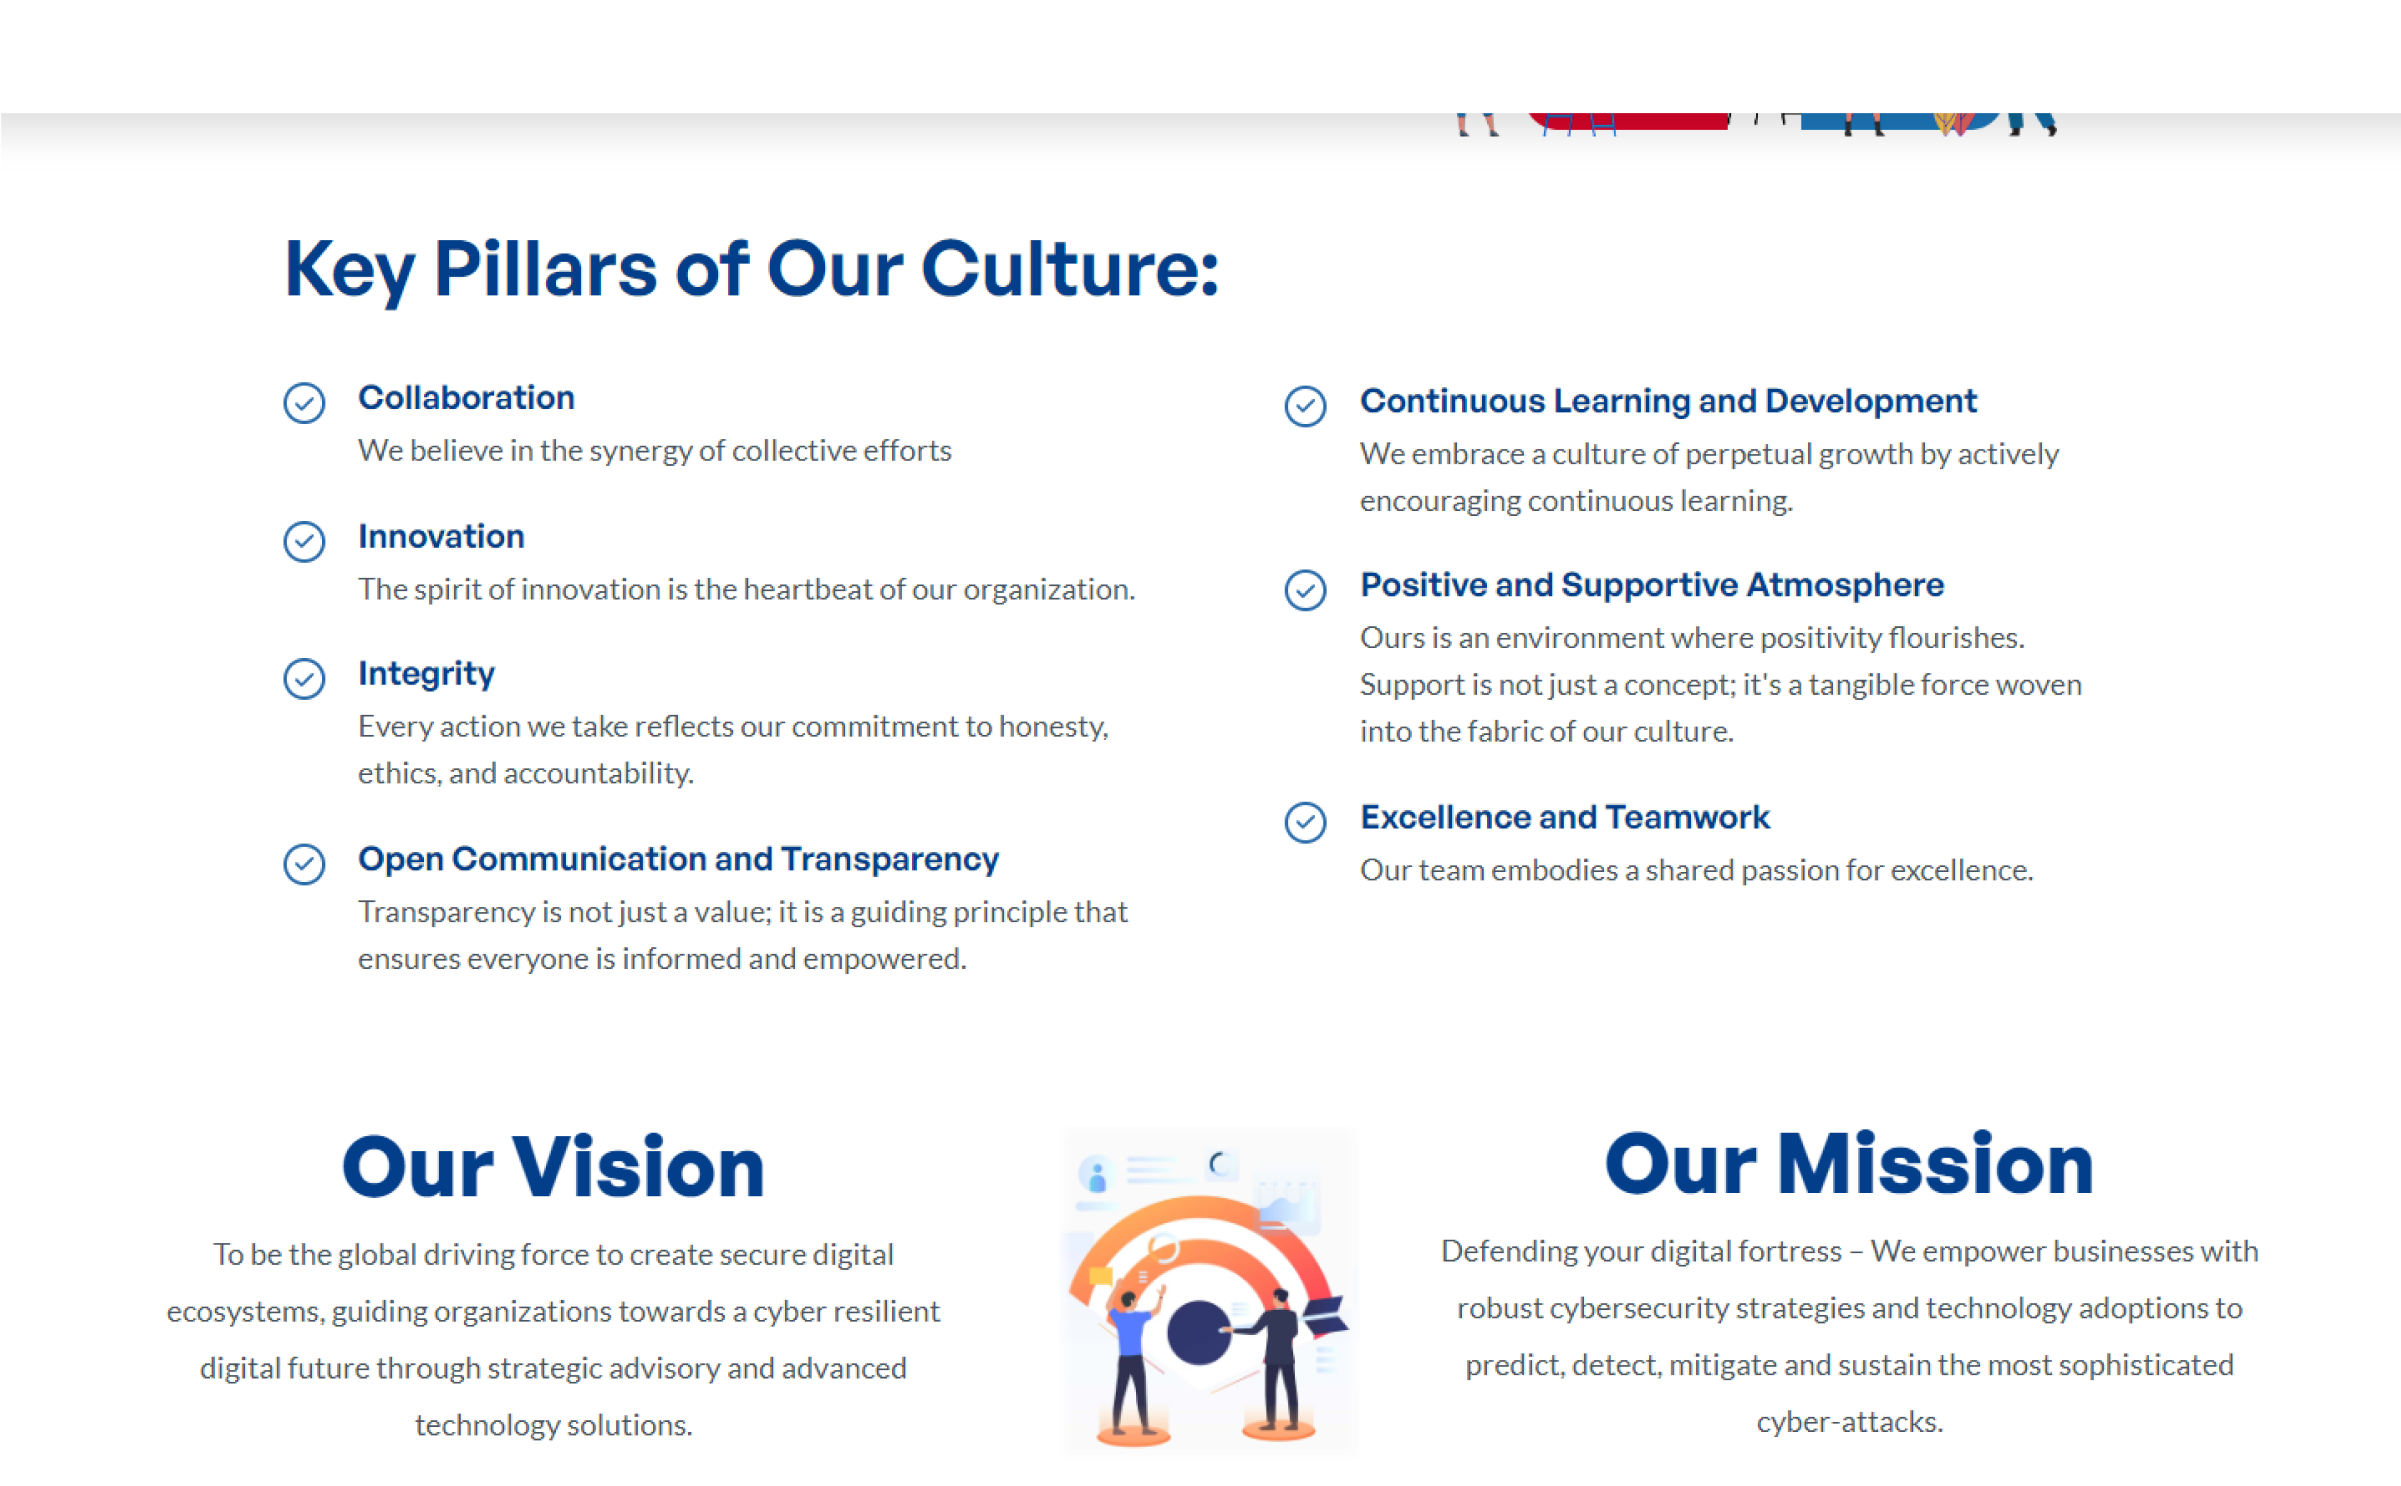 Key Pillars of Our Culture:
Collaboration
We believe in the synergy of collective efforts
Innovation
The spirit of innovation is the heartbeat of our organization.
Integrity
Every action we take reflects our commitment to honesty,
ethics, and accountability.
Open Communication and Transparency
Transparency is not just a value; it is a guiding principle that
ensures everyone is informed and empowered.
Continuous Learning and Development
We embrace a culture of perpetual growth by actively
encouraging continuous learning.
Positive and Supportive Atmosphere
Ours is an environment where positivity flourishes.
Support is not just a concept; it's a tangible force woven
into the fabric of our culture.
Excellence and Teamwork
Our team embodies a shared passion for excellence.
Our Vision
To be the global driving force to create secure digital
ecosystems, guiding organizations towards a cyber resilient
digital future through strategic advisory and advanced
technology solutions.
Our Mission
Defending your digital fortress – We empower businesses with
robust cybersecurity strategies and technology adoptions to
predict, detect, mitigate and sustain the most sophisticated
cyber-attacks.